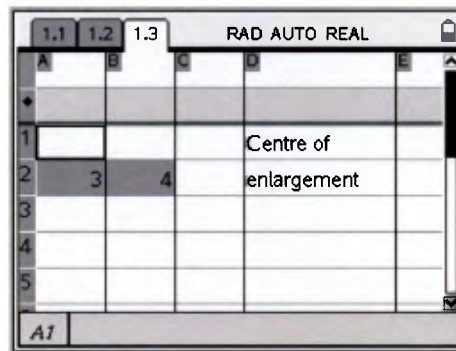 1.1 1.2 1.3 RAD AUTO REAL
A B C D E
1 Centre of
2 3 4 enlargement
3
4
5
A1